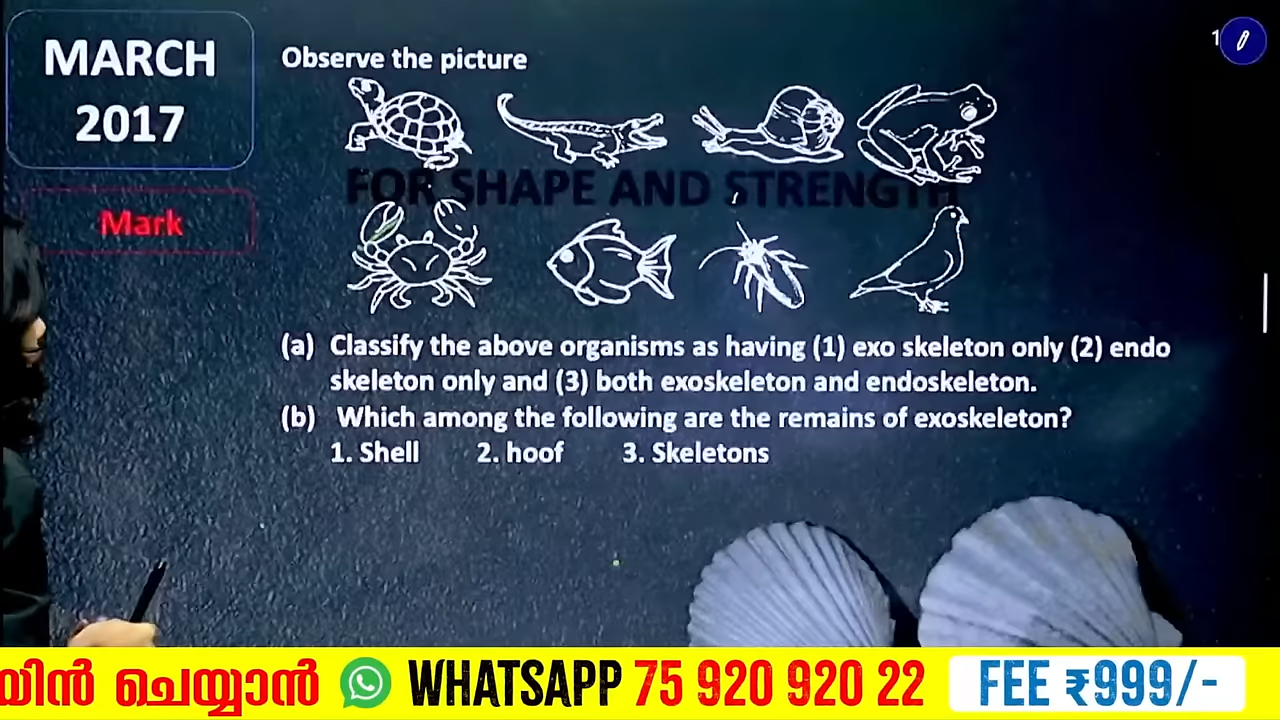 MARCH
2017
Mark
1
Observe the picture
FOR SHAPE AND STRENGTH
(a) Classify the above organisms as having (1) exo skeleton only (2) endo
skeleton only and (3) both exoskeleton and endoskeleton.
(b) Which among the following are the remains of exoskeleton?
1. Shell 2. hoof 3. Skeletons
യിൻ ചെയ്യാൻ WHATSAPP 75 920 920 22 FEE ₹999/-